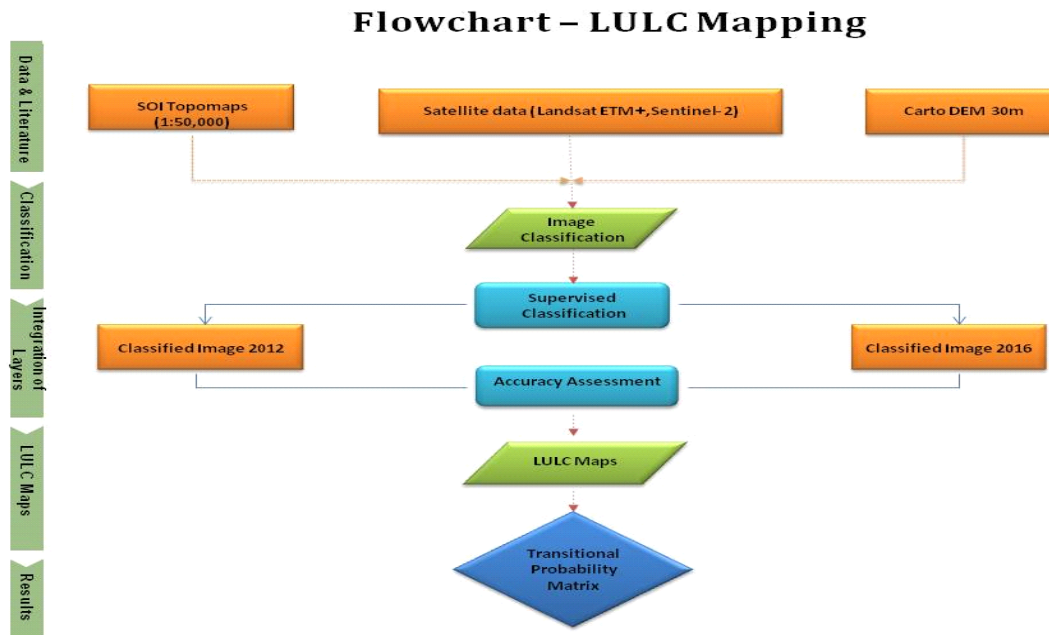 Flowchart – LULC Mapping
Data & Literature
SOI Topomaps
(1:50,000)
Satellite data (Landsat ETM+,Sentinel-2)
Carto DEM 30m
Classification
Image
Classification
Supervised
Classification
Integration of
Layers
Classified Image 2012
Classified Image 2016
Accuracy Assessment
LULC Maps
LULC Maps
Transitional
Probability
Matrix
Results